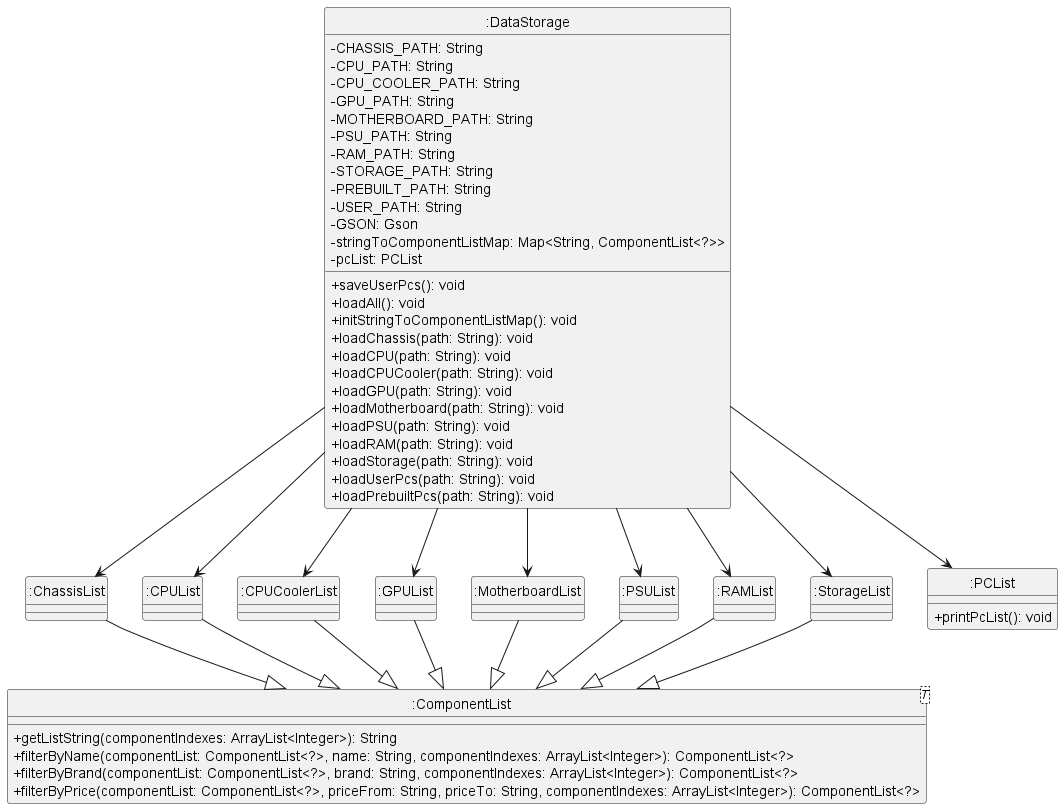 :DataStorage
-CHASSIS_PATH: String
-CPU_PATH: String
-CPU_COOLER_PATH: String
-GPU_PATH: String
-MOTHERBOARD_PATH: String
-PSU_PATH: String
-RAM_PATH: String
-STORAGE_PATH: String
-PREBUILT_PATH: String
-USER_PATH: String
-GSON: Gson
-stringToComponentListMap: Map<String, ComponentList<?>>
-pcList: PCList
+saveUserPcs(): void
+loadAll(): void
+initStringToComponentListMap(): void
+loadChassis(path: String): void
+loadCPU(path: String): void
+loadCPUCooler(path: String): void
+loadGPU(path: String): void
+loadMotherboard(path: String): void
+loadPSU(path: String): void
+loadRAM(path: String): void
+loadStorage(path: String): void
+loadUserPcs(path: String): void
+loadPrebuiltPcs(path: String): void
:ChassisList
:CPUList
:CPUCoolerList
:GPUList
:MotherboardList
:PSUList
:RAMList
:StorageList
:PCList
+printPcList(): void
T
:ComponentList
+getListString(componentIndexes: ArrayList<Integer>): String
+filterByName(componentList: ComponentList<?>, name: String, componentIndexes: ArrayList<Integer>): ComponentList<?>
+filterByBrand(componentList: ComponentList<?>, brand: String, componentIndexes: ArrayList<Integer>): ComponentList<?>
+filterByPrice(componentList: ComponentList<?>, priceFrom: String, priceTo: String, componentIndexes: ArrayList<Integer>): ComponentList<?>